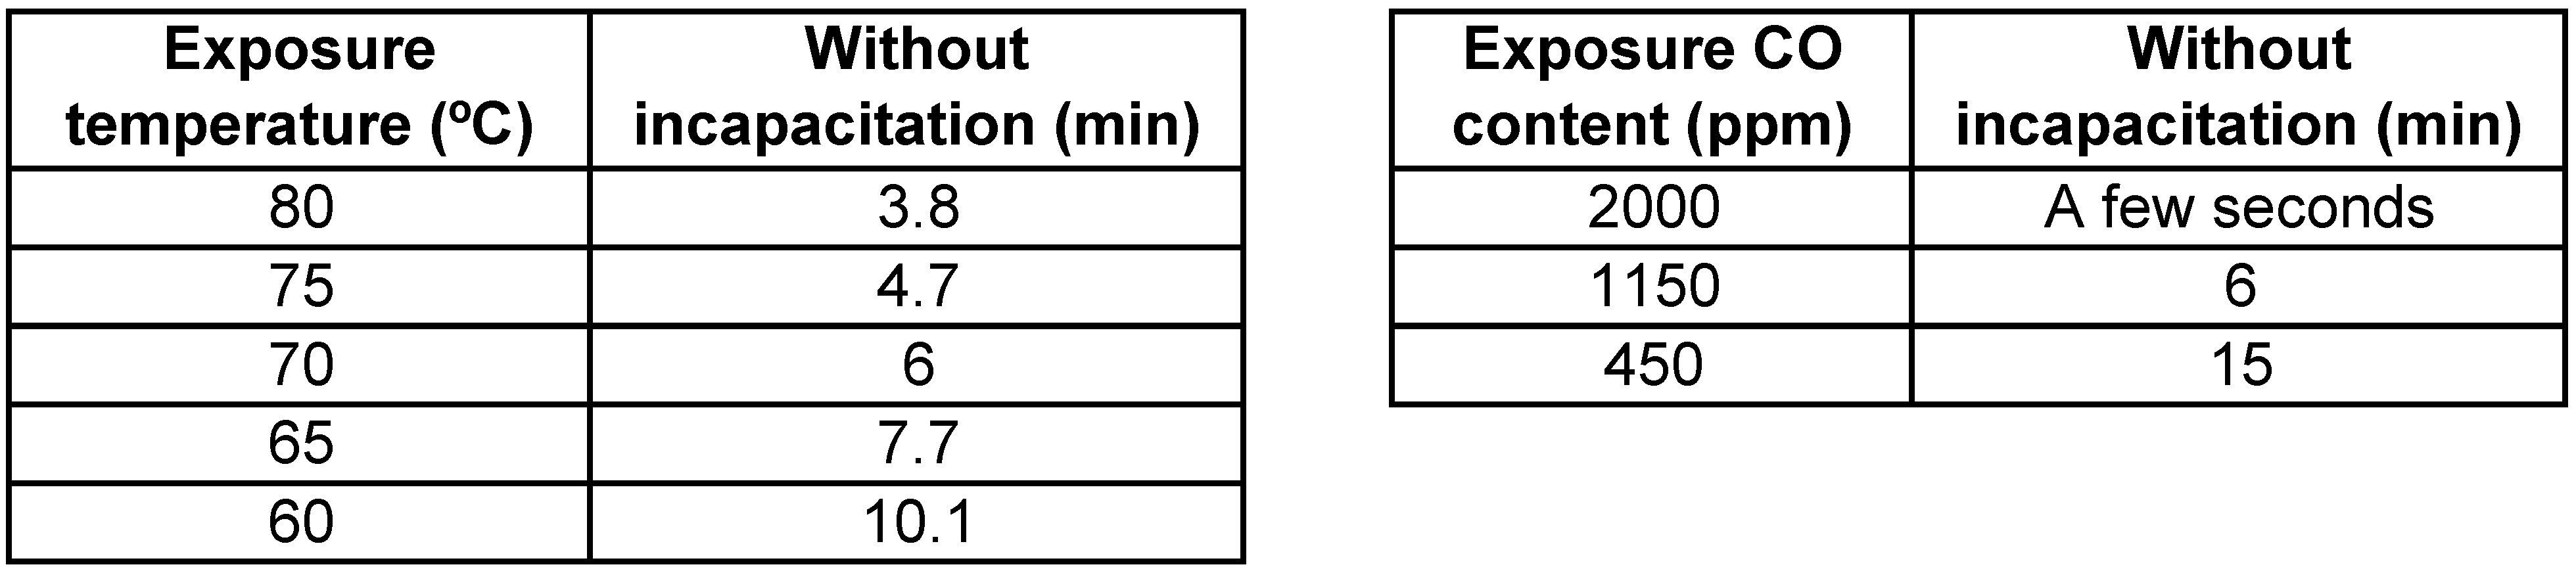 Exposure temperature (ºC) Without incapacitation (min)
80 3.8
75 4.7
70 6
65 7.7
60 10.1
Exposure CO content (ppm) Without incapacitation (min)
2000 A few seconds
1150 6
450 15